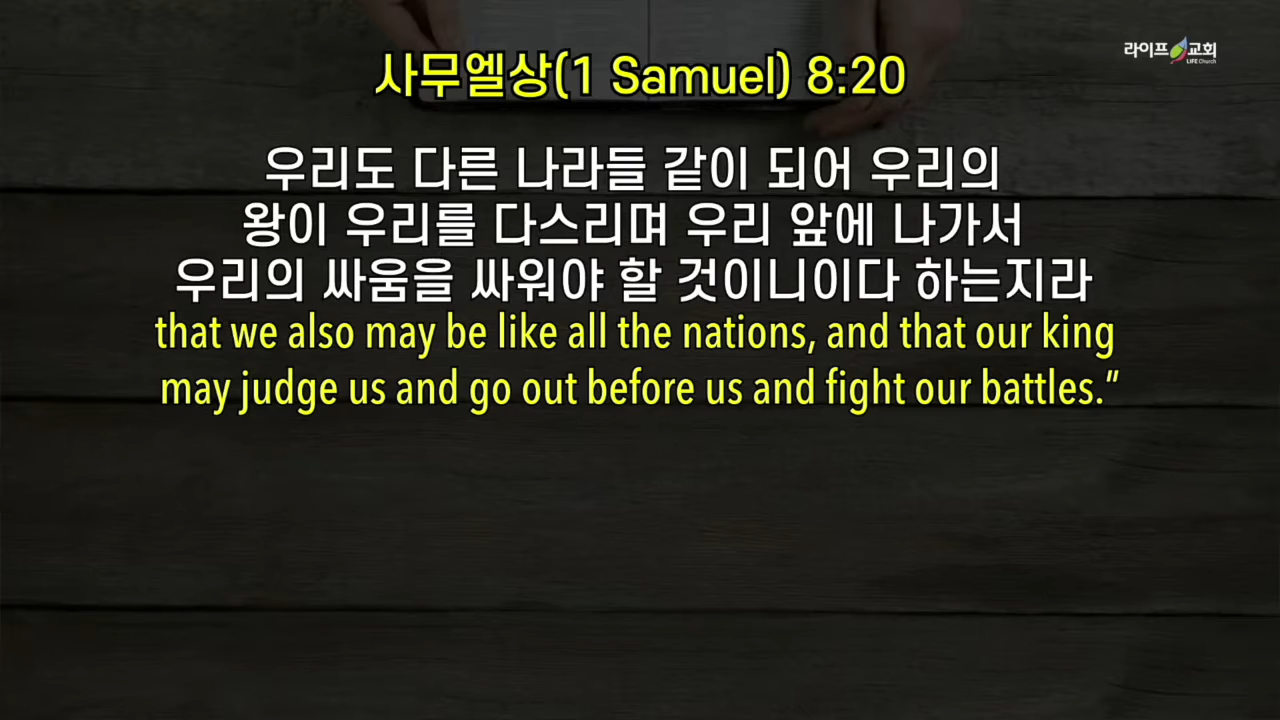 라이프교회
LIFE Church
사무엘상(1 Samuel) 8:20
우리도 다른 나라들 같이 되어 우리의
왕이 우리를 다스리며 우리 앞에 나가서
우리의 싸움을 싸워야 할 것이니이다 하는지라
that we also may be like all the nations, and that our king
may judge us and go out before us and fight our battles.”